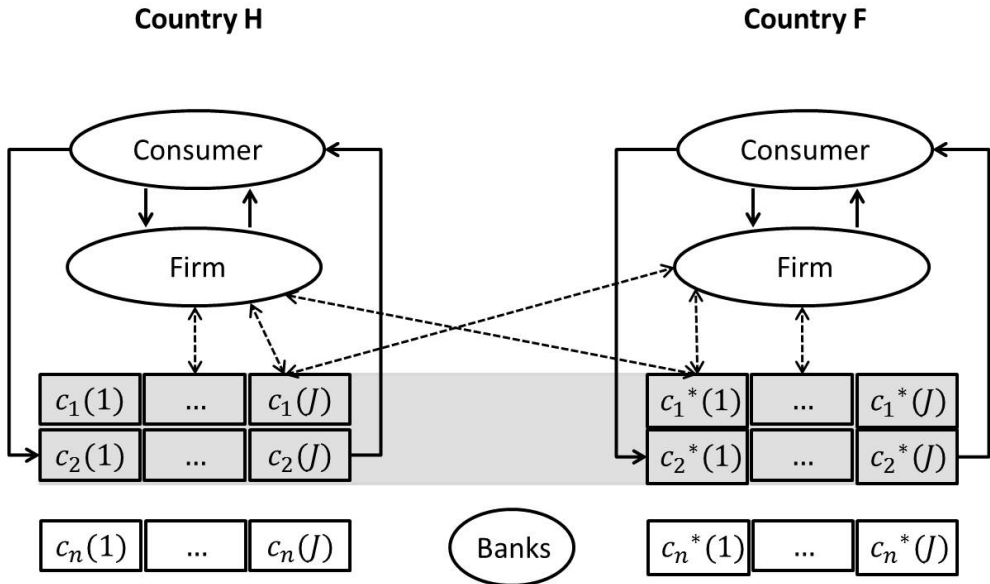 Country H Country F
Consumer Consumer
Firm Firm
c₁(1) ... c₁(J) c₁*(1) ... c₁*(J)
c₂(1) ... c₂(J) c₂*(1) ... c₂*(J)
cₙ(1) ... cₙ(J) Banks cₙ*(1) ... cₙ*(J)